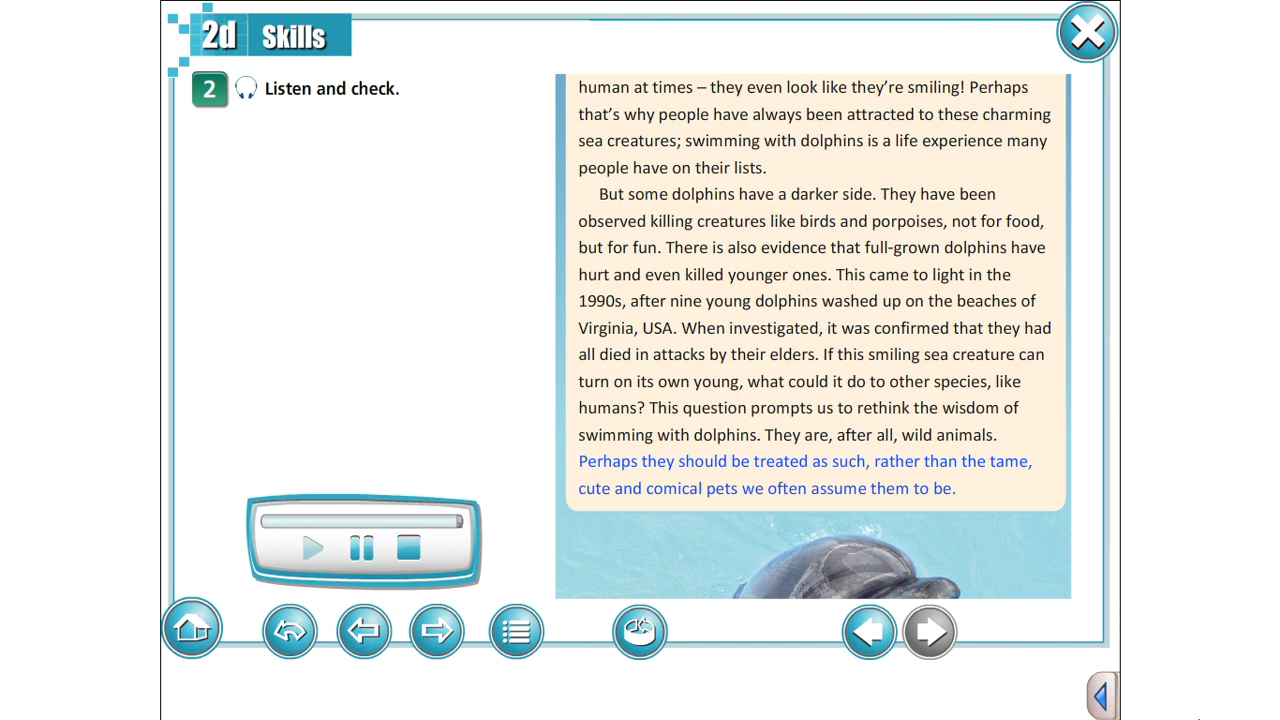 2d Skills
2 Listen and check.
human at times – they even look like they’re smiling! Perhaps
that’s why people have always been attracted to these charming
sea creatures; swimming with dolphins is a life experience many
people have on their lists.
But some dolphins have a darker side. They have been
observed killing creatures like birds and porpoises, not for food,
but for fun. There is also evidence that full-grown dolphins have
hurt and even killed younger ones. This came to light in the
1990s, after nine young dolphins washed up on the beaches of
Virginia, USA. When investigated, it was confirmed that they had
all died in attacks by their elders. If this smiling sea creature can
turn on its own young, what could it do to other species, like
humans? This question prompts us to rethink the wisdom of
swimming with dolphins. They are, after all, wild animals.
Perhaps they should be treated as such, rather than the tame,
cute and comical pets we often assume them to be.